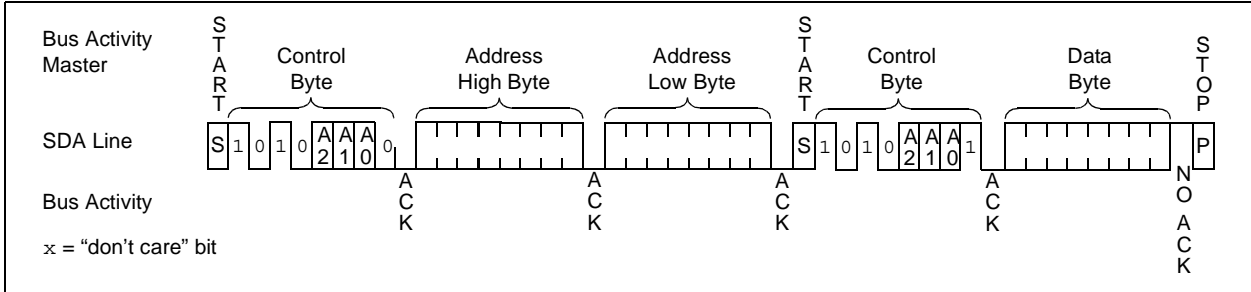 Bus Activity
Master
START
Control
Byte
Address
High Byte
Address
Low Byte
START
Control
Byte
Data
Byte
STOP
SDA Line
S 1 0 1 0 A2 A1 A0 0 S 1 0 1 0 A2 A1 A0 1 P
Bus Activity
ACK
ACK
ACK
ACK
NO ACK
x = “don’t care” bit